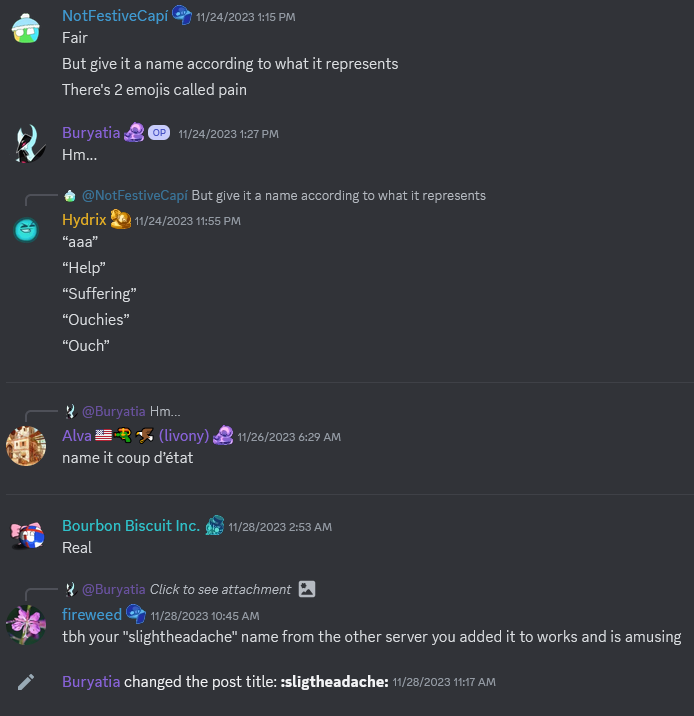 NotFestiveCapí 11/24/2023 1:15 PM
Fair
But give it a name according to what it represents
There's 2 emojis called pain
Buryatia OP 11/24/2023 1:27 PM
Hm...
@NotFestiveCapí But give it a name according to what it represents
Hydrix 11/24/2023 11:55 PM
“aaa”
“Help”
“Suffering”
“Ouchies”
“Ouch”
@Buryatia Hm...
Alva (livony) 11/26/2023 6:29 AM
name it coup d’état
Bourbon Biscuit Inc. 11/28/2023 2:53 AM
Real
@Buryatia Click to see attachment
fireweed 11/28/2023 10:45 AM
tbh your "slightheadache" name from the other server you added it to works and is amusing
Buryatia changed the post title: :sligtheadache: 11/28/2023 11:17 AM